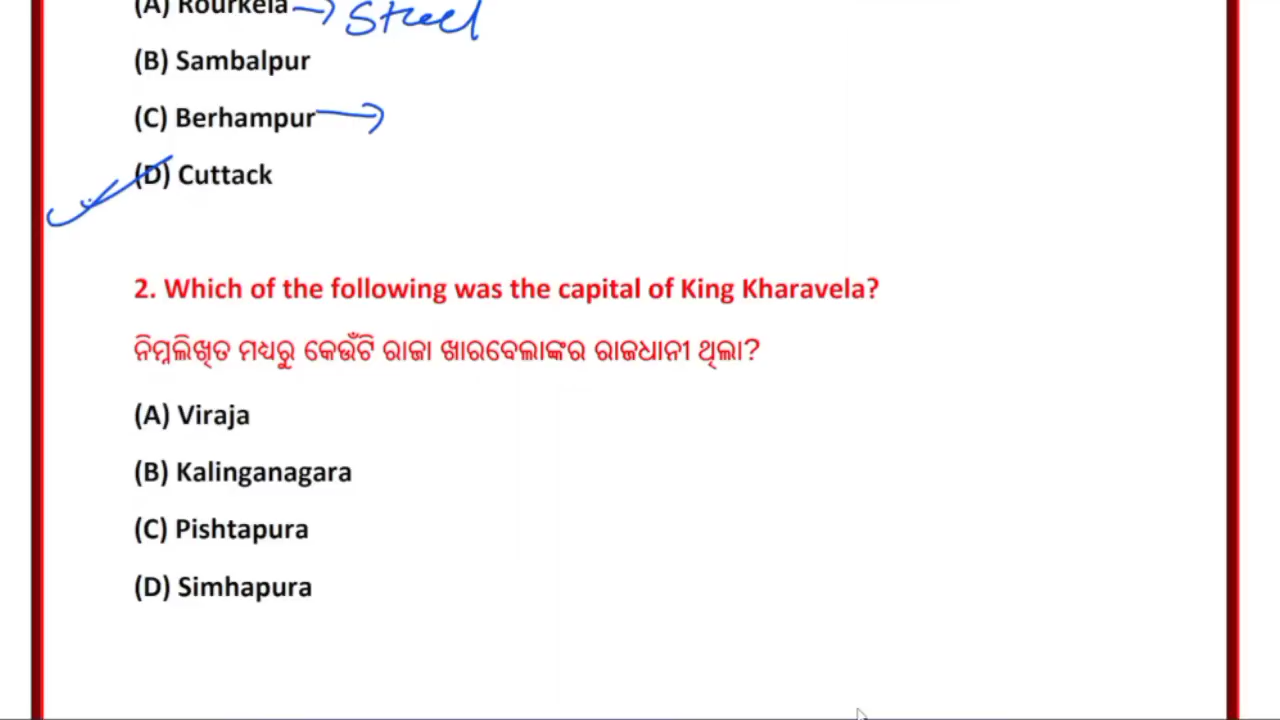 (A) Rourkela → Steel
(B) Sambalpur
(C) Berhampur →
(D) Cuttack
2. Which of the following was the capital of King Kharavela?
ନିମ୍ନଲିଖିତ ମଧ୍ୟରୁ କେଉଁଟି ରାଜା ଖାରବେଳାଙ୍କର ରାଜଧାନୀ ଥିଲା?
(A) Viraja
(B) Kalinganagara
(C) Pishtapura
(D) Simhapura